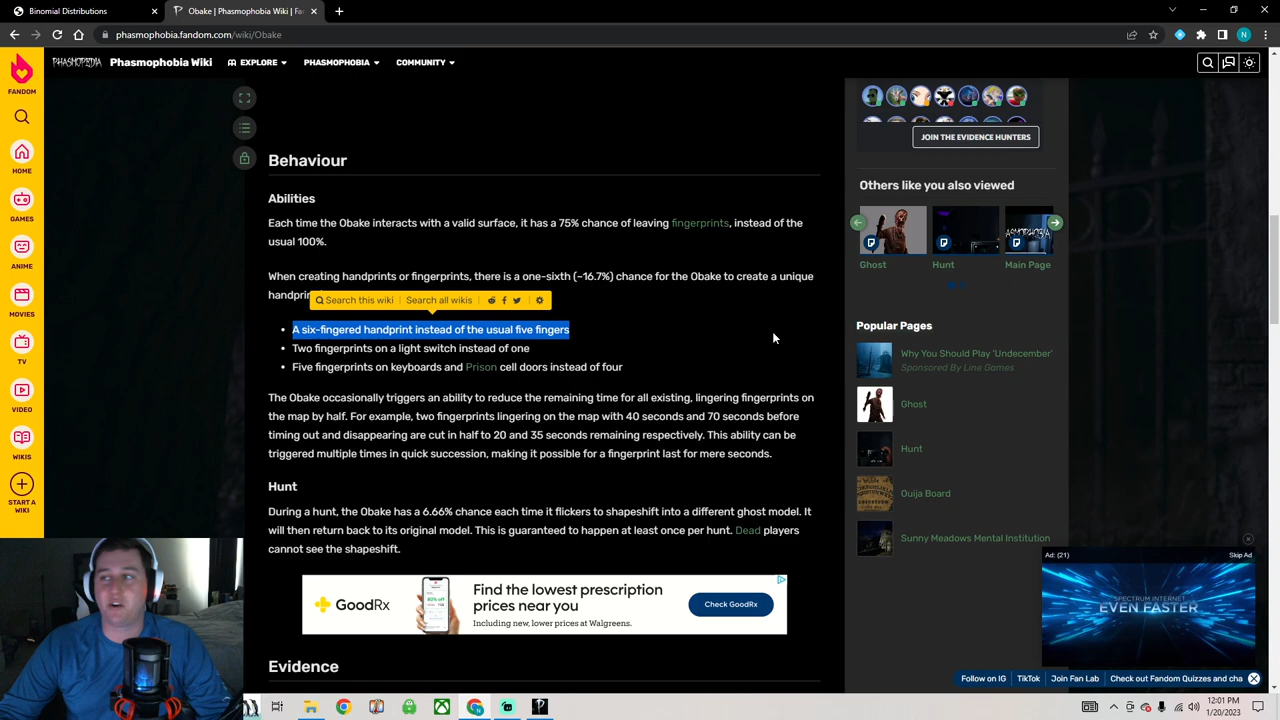 Binomial Distributions
Obake | Phasmophobia Wiki | Fa
phasmophobia.fandom.com/wiki/Obake
N
FANDOM
PHASMOPEDIA
Phasmophobia Wiki
EXPLORE
PHASMOPHOBIA
COMMUNITY
HOME
GAMES
ANIME
MOVIES
TV
VIDEO
WIKIS
START A
WIKI
Behaviour
Abilities
Each time the Obake interacts with a valid surface, it has a 75% chance of leaving fingerprints, instead of the
usual 100%.
When creating handprints or fingerprints, there is a one-sixth (~16.7%) chance for the Obake to create a unique
Search this wiki
Search all wikis
A six-fingered handprint instead of the usual five fingers
Two fingerprints on a light switch instead of one
Five fingerprints on keyboards and Prison cell doors instead of four
The Obake occasionally triggers an ability to reduce the remaining time for all existing, lingering fingerprints on
the map by half. For example, two fingerprints lingering on the map with 40 seconds and 70 seconds before
timing out and disappearing are cut in half to 20 and 35 seconds remaining respectively. This ability can be
triggered multiple times in quick succession, making it possible for a fingerprint last for mere seconds.
Hunt
During a hunt, the Obake has a 6.66% chance each time it flickers to shapeshift into a different ghost model. It
will then return back to its original model. This is guaranteed to happen at least once per hunt. Dead players
cannot see the shapeshift.
GoodRx
Find the lowest prescription
prices near you
Including new, lower prices at Walgreens.
Check GoodRx
Evidence
JOIN THE EVIDENCE HUNTERS
Others like you also viewed
Ghost
Hunt
Main Page
Popular Pages
Why You Should Play 'Undecember'
Sponsored By Line Games
Ghost
Hunt
Ouija Board
Sunny Meadows Mental Institution
Ad: (21)
Skip Ad
SPECTRUM INTERNET
EVEN FASTER
Follow on IG
TikTok
Join Fan Lab
Check out Fandom Quizzes and cha
12:01 PM
1/20/2023